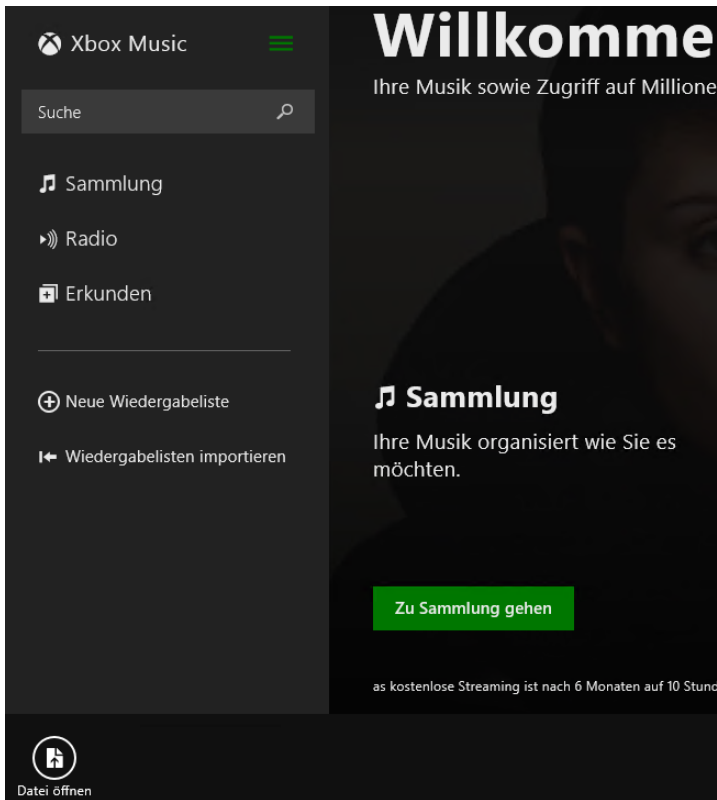 Xbox Music
Suche
Sammlung
Radio
Erkunden
Neue Wiedergabeliste
Wiedergabelisten importieren
Willkomme
Ihre Musik sowie Zugriff auf Millione
Sammlung
Ihre Musik organisiert wie Sie es
möchten.
Zu Sammlung gehen
as kostenlose Streaming ist nach 6 Monaten auf 10 Stund
Datei öffnen